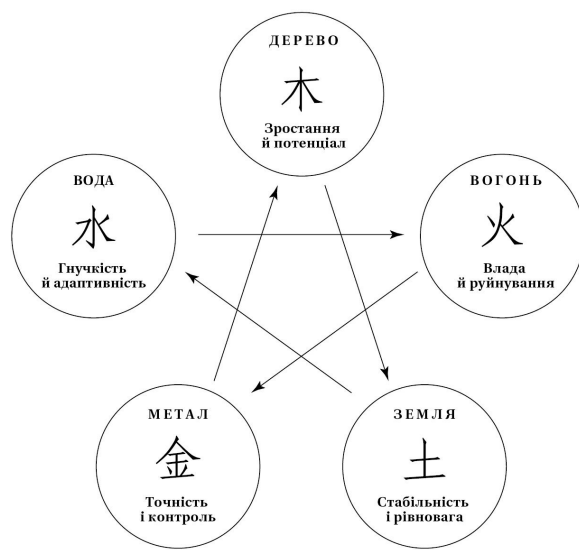 ДЕРЕВО
木
Зростання
й потенціал
ВОДА
水
Гнучкість
й адаптивність
ВОГОНЬ
火
Влада
й руйнування
МЕТАЛ
金
Точність
і контроль
ЗЕМЛЯ
土
Стабільність
і рівновага